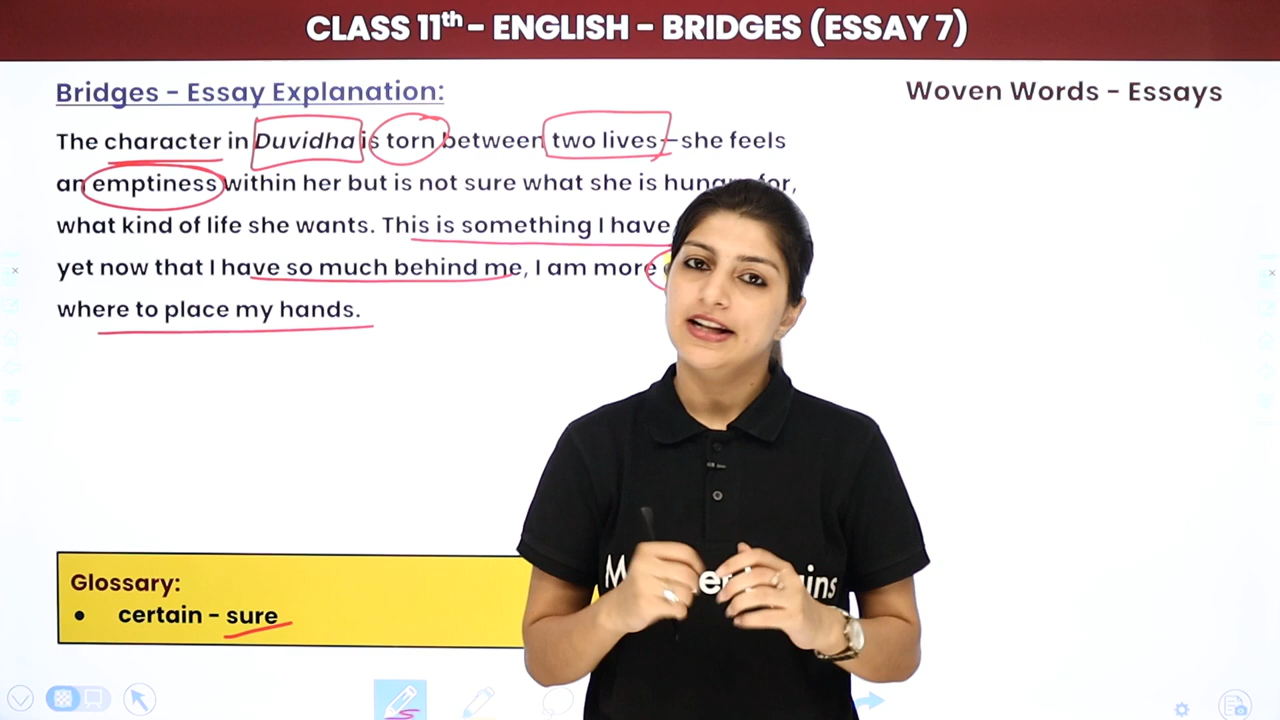 CLASS 11th - ENGLISH - BRIDGES (ESSAY 7)
Bridges - Essay Explanation:
Woven Words - Essays
The character in Duvidha is torn between two lives—she feels
an emptiness within her but is not sure what she is hungry for,
what kind of life she wants. This is something I have
yet now that I have so much behind me, I am more
where to place my hands.
Glossary:
• certain - sure